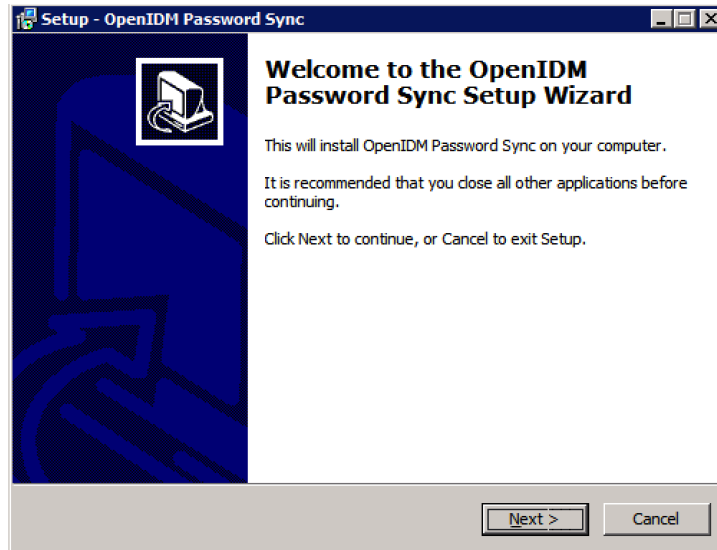 Setup - OpenIDM Password Sync
Welcome to the OpenIDM
Password Sync Setup Wizard
This will install OpenIDM Password Sync on your computer.
It is recommended that you close all other applications before
continuing.
Click Next to continue, or Cancel to exit Setup.
Next >
Cancel